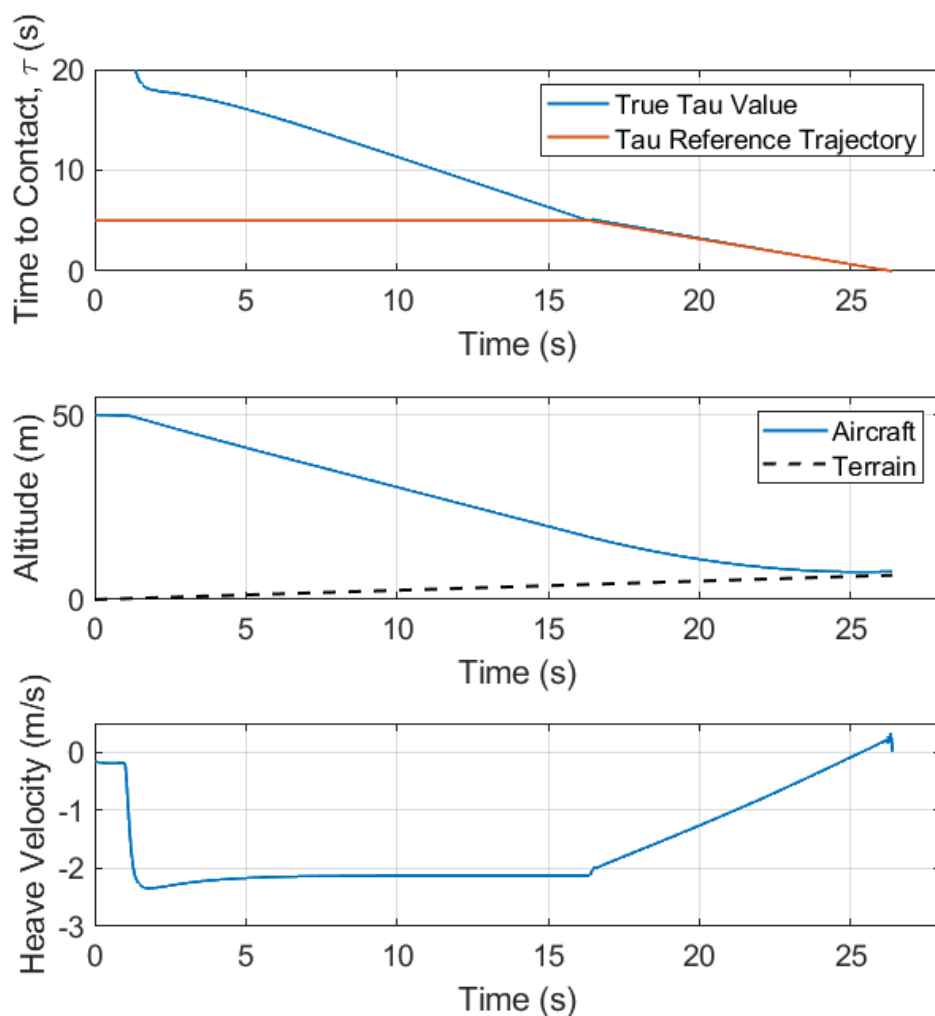 Time to Contact, τ (s)
20
10
0
True Tau Value
Tau Reference Trajectory
0 5 10 15 20 25
Time (s)
Altitude (m)
50
0
Aircraft
Terrain
0 5 10 15 20 25
Time (s)
Heave Velocity (m/s)
0
-1
-2
-3
0 5 10 15 20 25
Time (s)